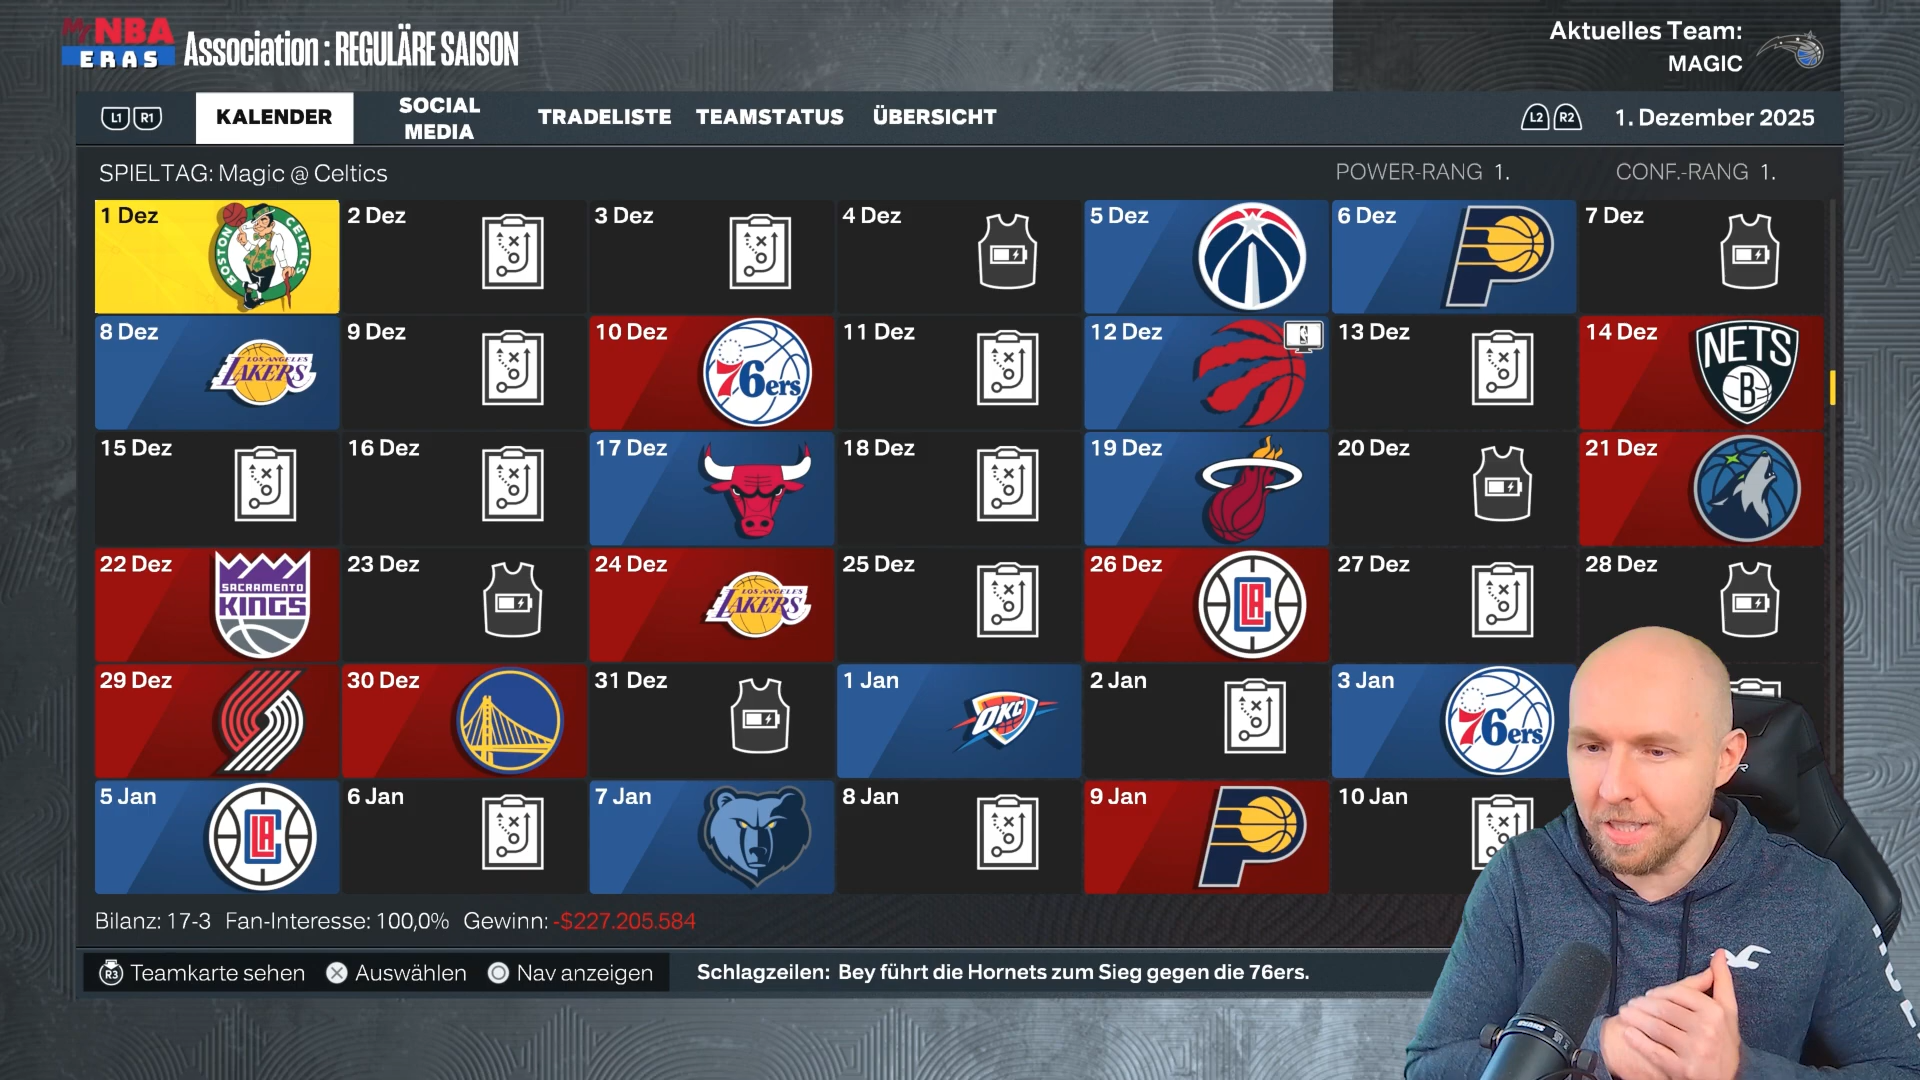 My NBA ERAS
Association : REGULÄRE SAISON
Aktuelles Team:
MAGIC
L1 R1
KALENDER
SOCIAL MEDIA
TRADELISTE
TEAMSTATUS
ÜBERSICHT
L2 R2
1. Dezember 2025
SPIELTAG: Magic @ Celtics
POWER-RANG 1.
CONF.-RANG 1.
1 Dez BOSTON CELTICS
2 Dez
3 Dez
4 Dez
5 Dez
6 Dez
7 Dez
8 Dez LOS ANGELES LAKERS
9 Dez
10 Dez 76ers
11 Dez
12 Dez
13 Dez
14 Dez NETS B
15 Dez
16 Dez
17 Dez
18 Dez
19 Dez
20 Dez
21 Dez
22 Dez SACRAMENTO KINGS
23 Dez
24 Dez LOS ANGELES LAKERS
25 Dez
26 Dez LAC
27 Dez
28 Dez
29 Dez
30 Dez
31 Dez
1 Jan OKC
2 Jan
3 Jan 76ers
5 Jan LAC
6 Jan
7 Jan
8 Jan
9 Jan
10 Jan
Bilanz: 17-3 Fan-Interesse: 100,0% Gewinn: -$227.205.584
R3 Teamkarte sehen Auswählen Nav anzeigen
Schlagzeilen: Bey führt die Hornets zum Sieg gegen die 76ers.